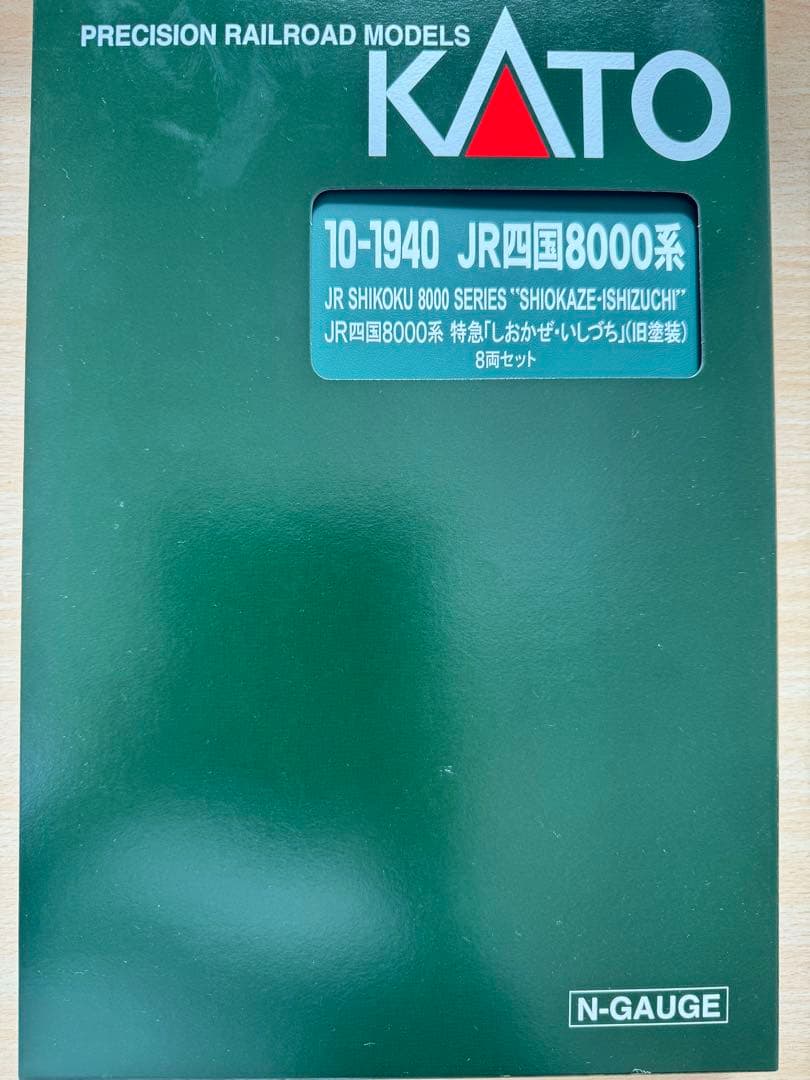 PRECISION RAILROAD MODELS
KATO
10-1940 JR四国8000系
JR SHIKOKU 8000 SERIES "SHIOKAZE・ISHIZUCHI"
JR四国8000系 特急「しおかぜ・いしづち」(旧塗装)
8両セット
N-GAUGE